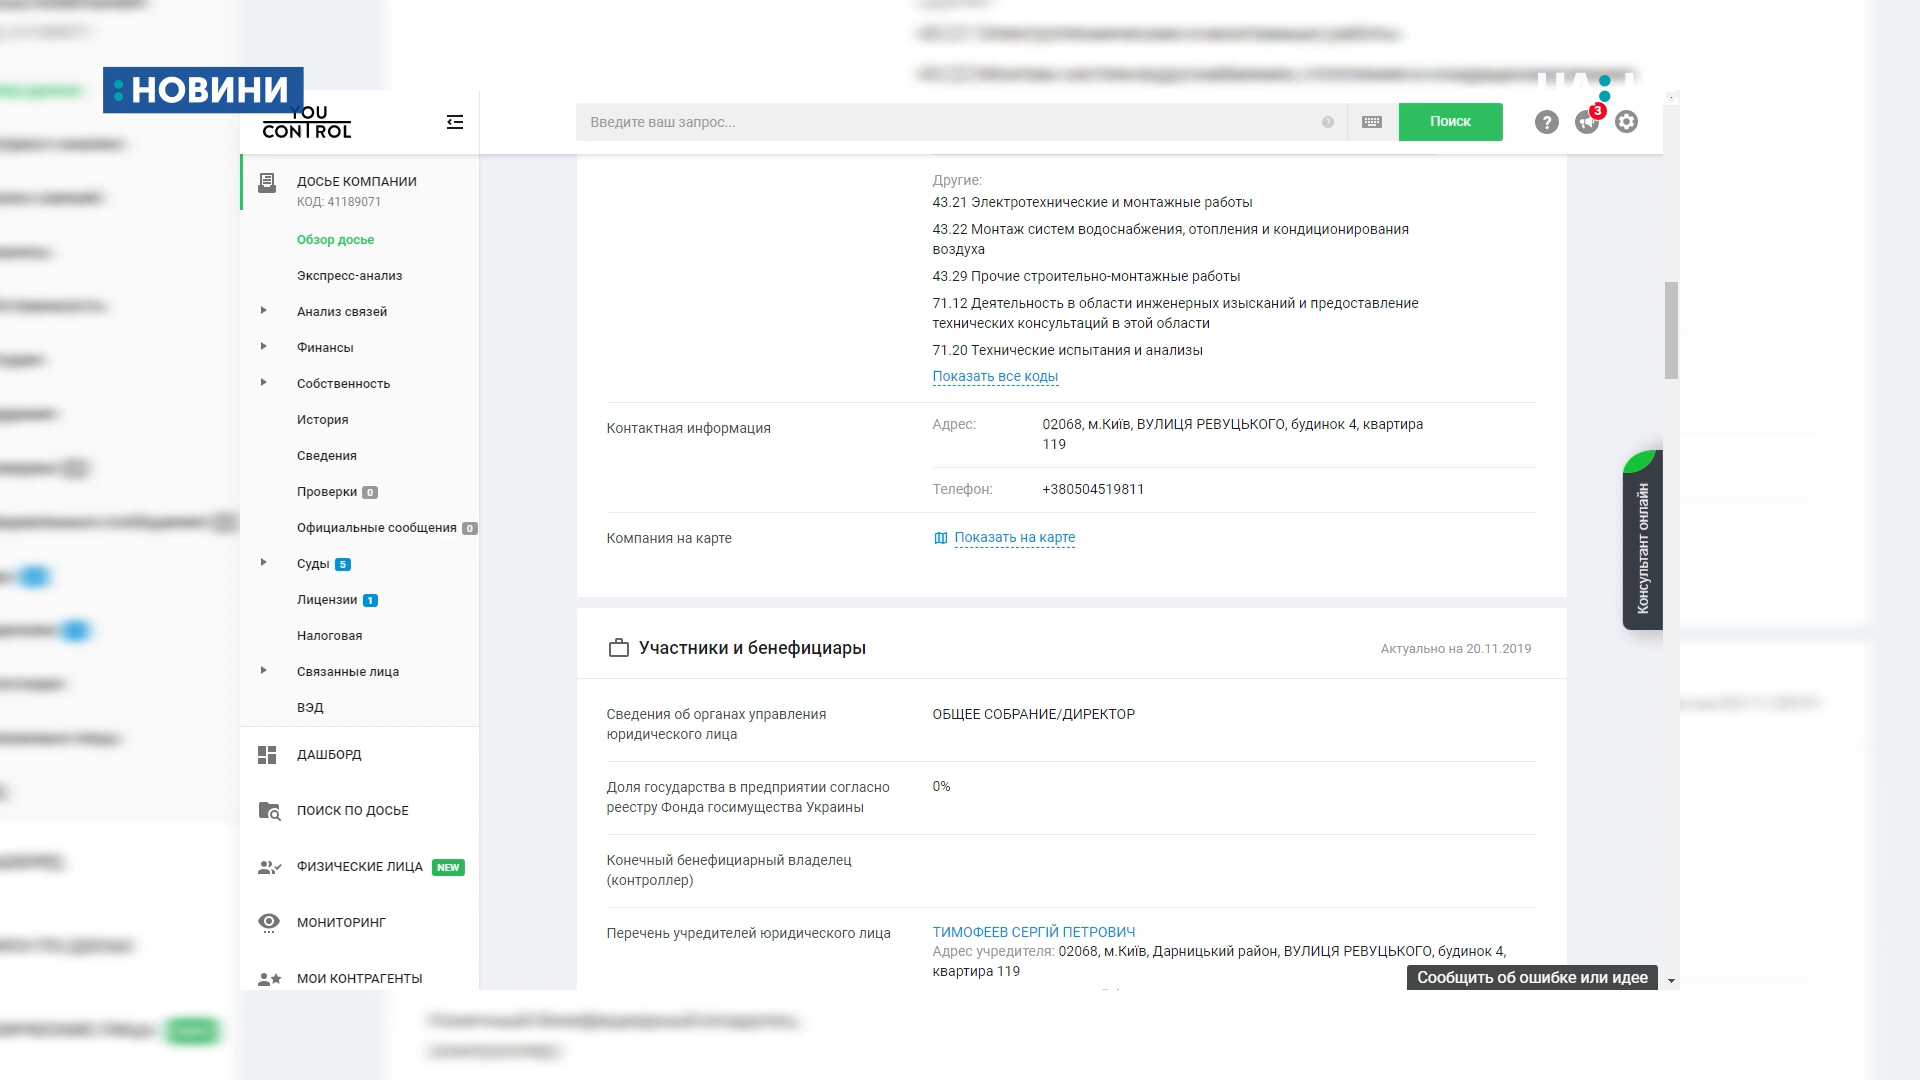 НОВИНИ
YOU
CONTROL
Введите ваш запрос...
Поиск
3
ДОСЬЕ КОМПАНИИ
КОД: 41189071
Обзор досье
Экспресс-анализ
Анализ связей
Финансы
Собственность
История
Сведения
Проверки 0
Официальные сообщения 0
Суды 5
Лицензии 1
Налоговая
Связанные лица
ВЭД
ДАШБОРД
ПОИСК ПО ДОСЬЕ
ФИЗИЧЕСКИЕ ЛИЦА NEW
МОНИТОРИНГ
МОИ КОНТРАГЕНТЫ
Другие:
43.21 Электротехнические и монтажные работы
43.22 Монтаж систем водоснабжения, отопления и кондиционирования
воздуха
43.29 Прочие строительно-монтажные работы
71.12 Деятельность в области инженерных изысканий и предоставление
технических консультаций в этой области
71.20 Технические испытания и анализы
Показать все коды
Контактная информация
Адрес: 02068, м.Київ, ВУЛИЦЯ РЕВУЦЬКОГО, будинок 4, квартира
119
Телефон: +380504519811
Компания на карте
Показать на карте
Участники и бенефициары
Актуально на 20.11.2019
Сведения об органах управления
юридического лица
ОБЩЕЕ СОБРАНИЕ/ДИРЕКТОР
Доля государства в предприятии согласно
реестру Фонда госимущества Украины
0%
Конечный бенефициарный владелец
(контроллер)
Перечень учредителей юридического лица
ТИМОФЕЕВ СЕРГІЙ ПЕТРОВИЧ
Адрес учредителя: 02068, м.Київ, Дарницький район, ВУЛИЦЯ РЕВУЦЬКОГО, будинок 4,
квартира 119
Консультант онлайн
Сообщить об ошибке или идее